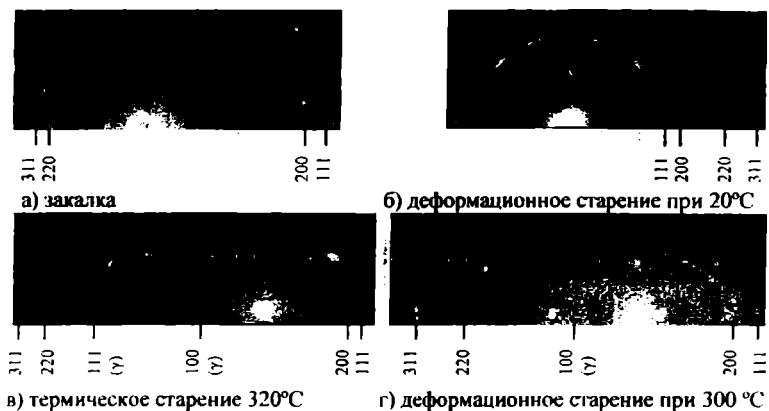 311 220 200 111 111 200 220 311
а) закалка б) деформационное старение при 20°С
311 220 111 (γ) 100 (γ) 200 111 311 220 100 (γ) 200 111
в) термическое старение 320°С г) деформационное старение при 300 °С